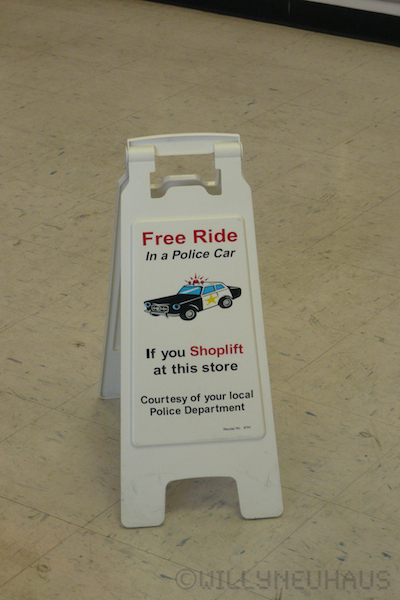 Free Ride
In a Police Car
If you Shoplift
at this store
Courtesy of your local
Police Department
©WILLYNEUHAUS